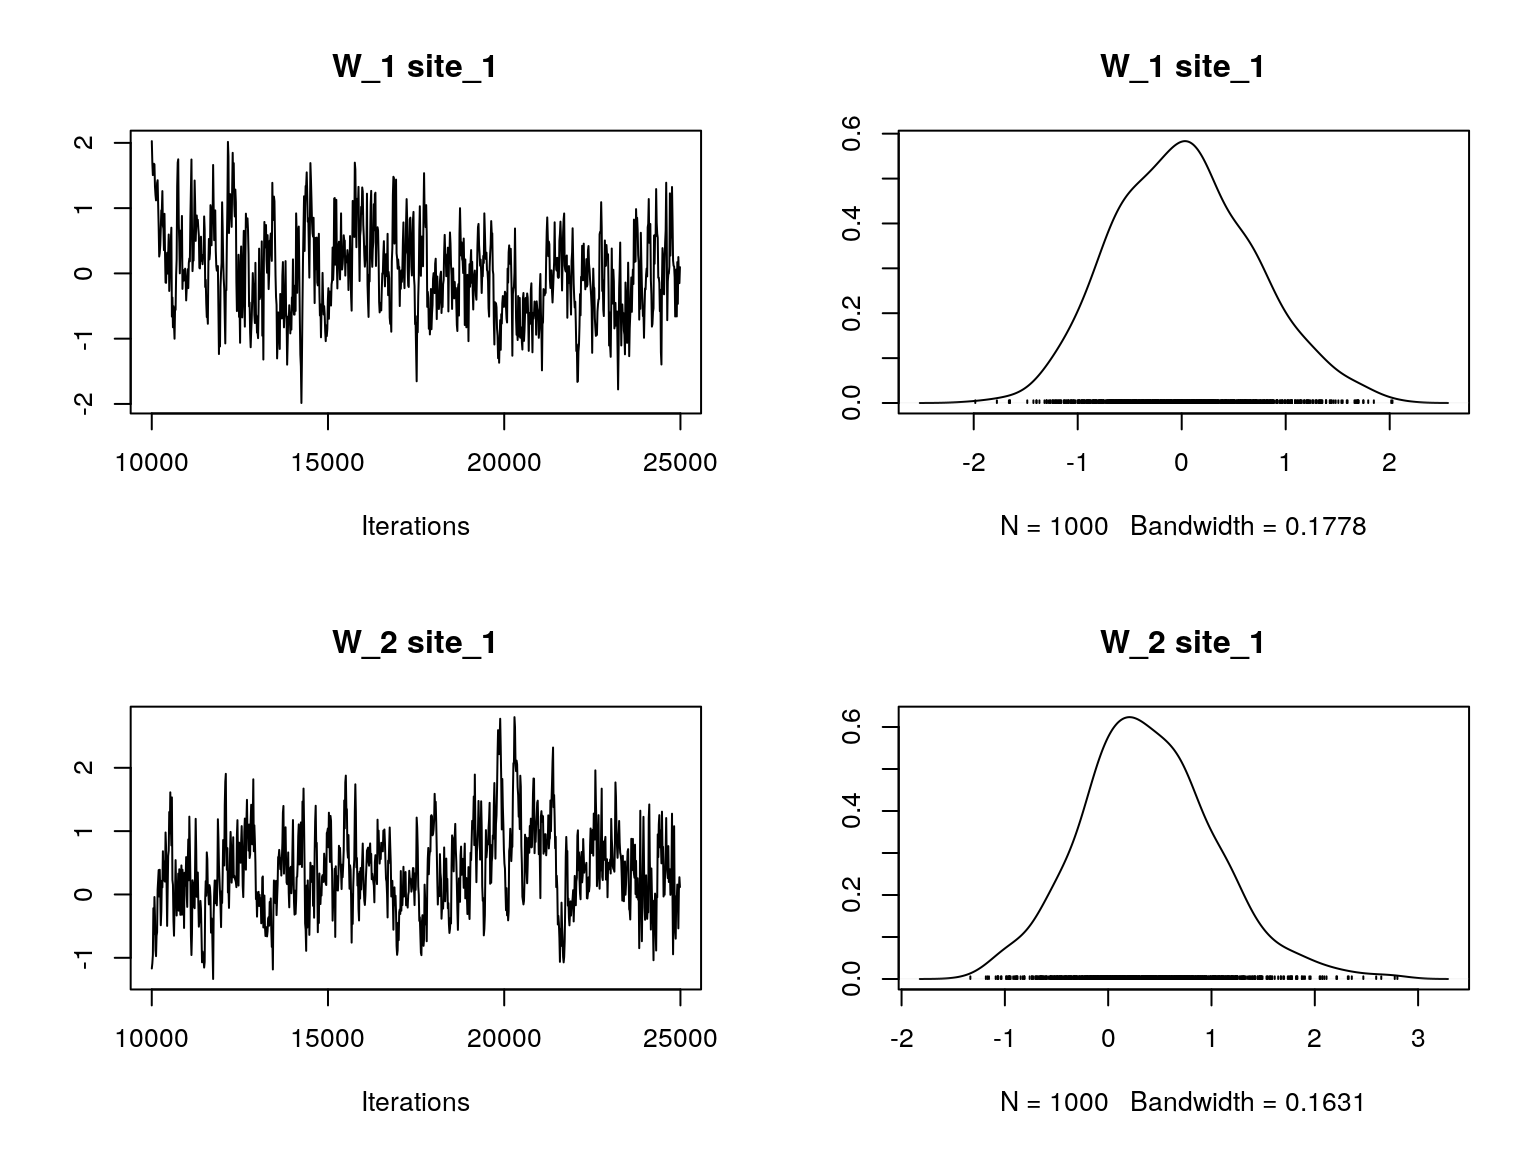 W_1 site_1
2
1
0
-1
-2
10000 15000 20000 25000
Iterations
W_1 site_1
0.6
0.4
0.2
0.0
-2 -1 0 1 2
N = 1000 Bandwidth = 0.1778
W_2 site_1
2
1
0
-1
10000 15000 20000 25000
Iterations
W_2 site_1
0.6
0.4
0.2
0.0
-2 -1 0 1 2 3
N = 1000 Bandwidth = 0.1631